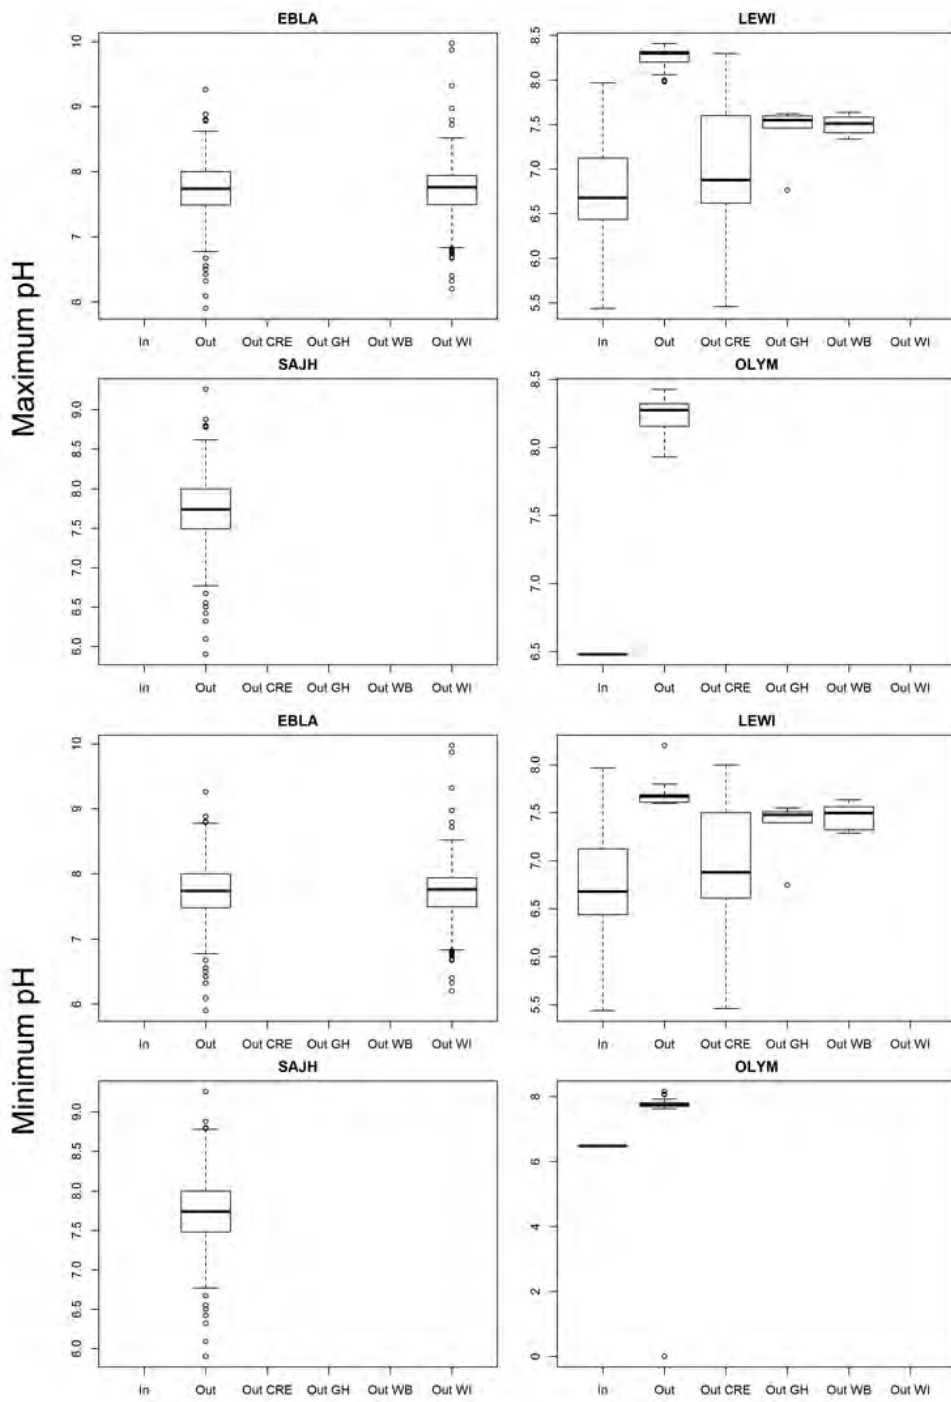 EBLA
LEWI
Maximum pH
6 7 8 9 10
5.5 6.0 6.5 7.0 7.5 8.0 8.5
In Out Out CRE Out GH Out WB Out WI
In Out Out CRE Out GH Out WB Out WI
SAJH
OLYM
6.0 6.5 7.0 7.5 8.0 8.5 9.0
6.5 7.0 7.5 8.0 8.5
In Out Out CRE Out GH Out WB Out WI
In Out Out CRE Out GH Out WB Out WI
EBLA
LEWI
Minimum pH
6 7 8 9 10
5.5 6.0 6.5 7.0 7.5 8.0
In Out Out CRE Out GH Out WB Out WI
In Out Out CRE Out GH Out WB Out WI
SAJH
OLYM
6.0 6.5 7.0 7.5 8.0 8.5 9.0
0 2 4 6 8
In Out Out CRE Out GH Out WB Out WI
In Out Out CRE Out GH Out WB Out WI